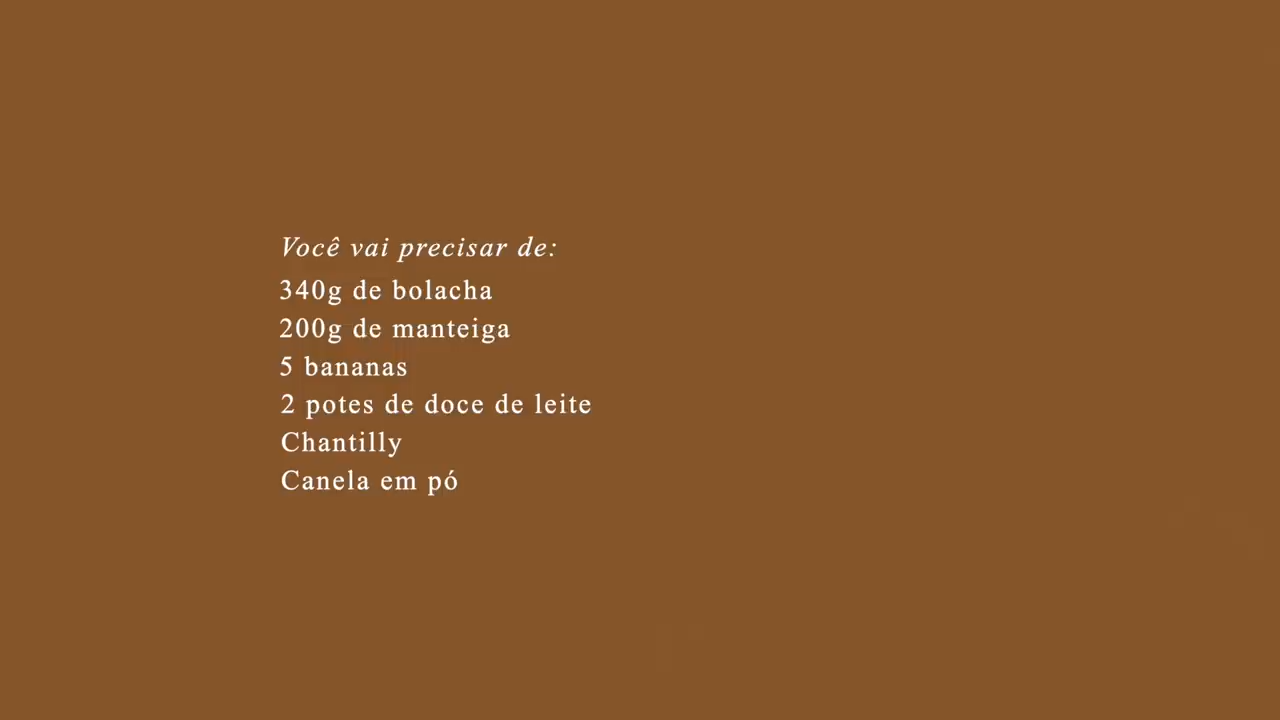 Você vai precisar de:
340g de bolacha
200g de manteiga
5 bananas
2 potes de doce de leite
Chantilly
Canela em pó